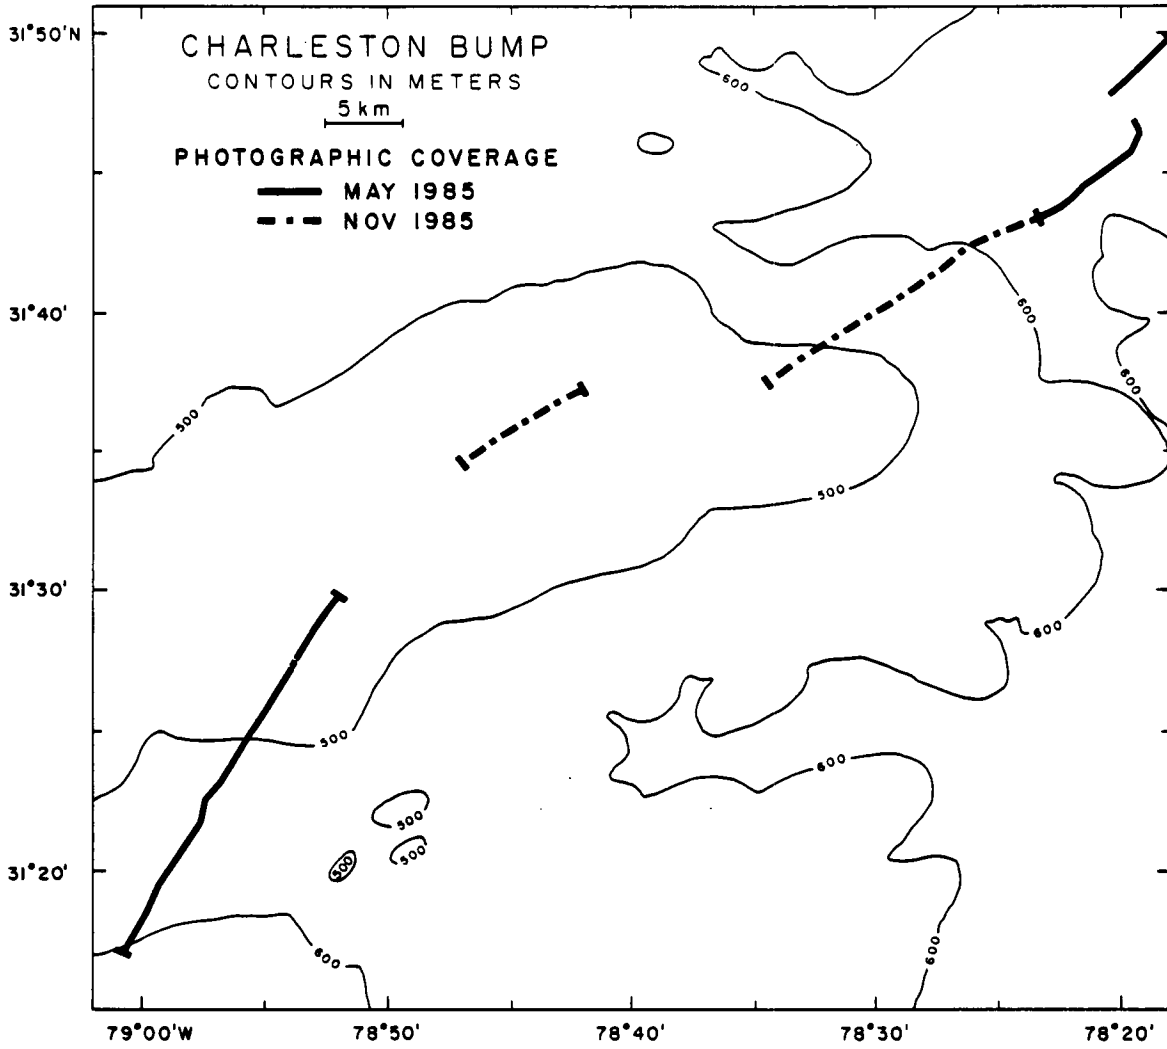 CHARLESTON BUMP
CONTOURS IN METERS
5 km
PHOTOGRAPHIC COVERAGE
MAY 1985
NOV 1985
31°50'N
31°40'
31°30'
31°20'
79°00'W
78°50'
78°40'
78°30'
78°20'
600
600
600
500
500
600
500
600
500
500
500
600
600